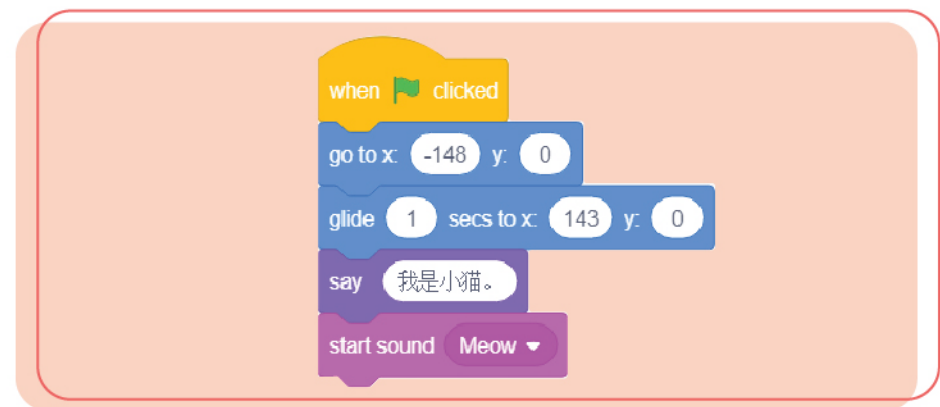 when clicked
go to x: -148 y: 0
glide 1 secs to x: 143 y: 0
say 我是小猫。
start sound Meow